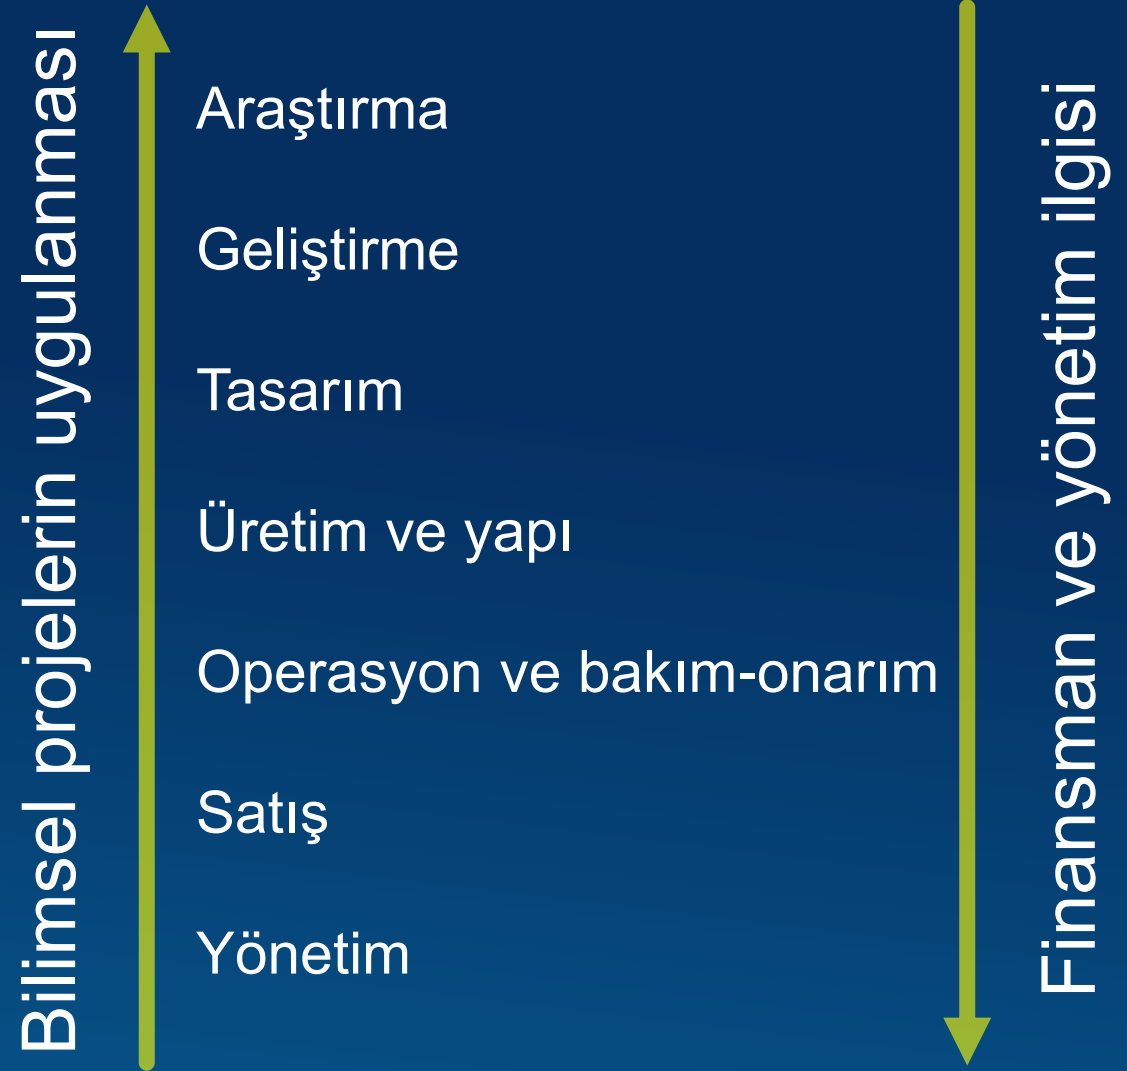 Bilimsel projelerin uygulanması
Araştırma
Geliştirme
Tasarım
Üretim ve yapı
Operasyon ve bakım-onarım
Satış
Yönetim
Finansman ve yönetim ilgisi